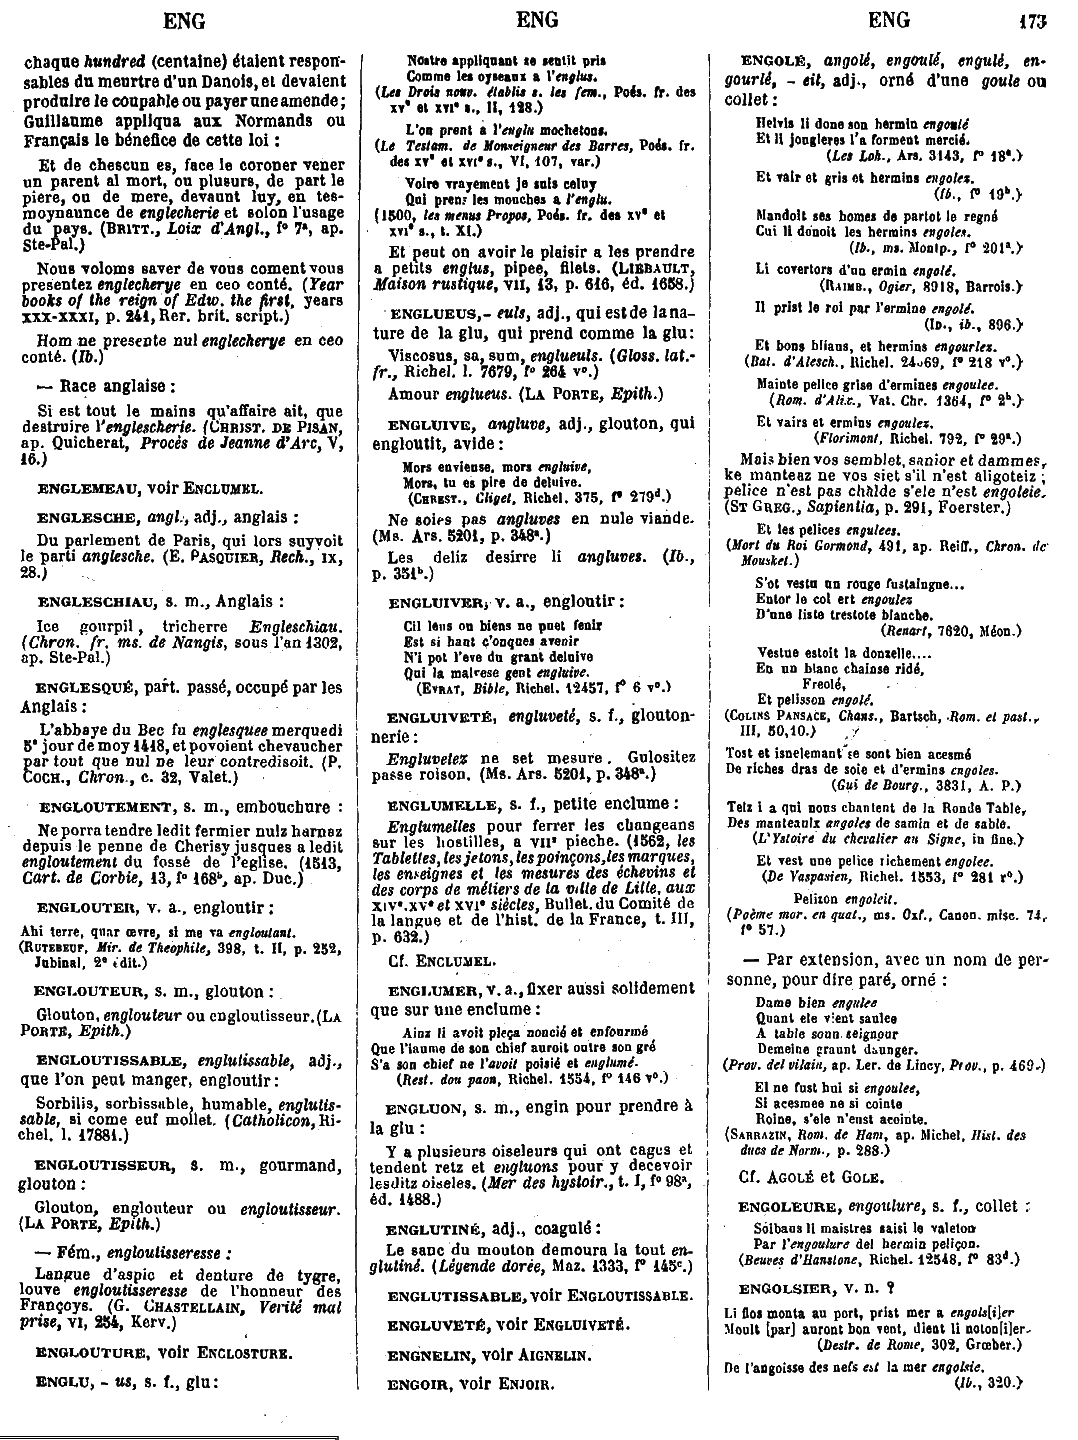 ENG
ENG
ENG
173
chaque hundred (centaine) étaient respon-
sables du meurtre d'un Danois, et devaient
produire le coupable ou payer une amende;
Guillaume appliqua aux Normands ou
Français le bénéfice de cette loi :
Et de chescun es, face le coroner vener
un parent al mort, ou plusurs, de part le
piere, ou de mere, devaunt luy, en tes-
moynaunce de englecherie et solon l'usage
du pays. (BRITT., Loix d'Angl., f° 7ª, ap.
Ste-Pal.)
Nous voloms saver de vous coment vous
presentez englecherye en ceo conté. (Year
books of the reign of Edw. the first, years
XXX-XXXI, p. 241, Rer. brit. script.)
Hom ne presente nul englecherye en ceo
conté. (Ib.)
— Race anglaise :
Si est tout le mains qu'affaire ait, que
destruire l'englescherie. (CHRIST. DE PISAN,
ap. Quicherat, Procès de Jeanne d'Arc, V,
16.)
ENGLEMEAU, voir ENCLUMEL.
ENGLESCHE, angl., adj., anglais :
Du parlement de Paris, qui lors suyvoit
le parti anglesche. (E. PASQUIER, Rech., IX,
28.)
ENGLESCHIAU, s. m., Anglais :
Ice gourpil, tricherre Engleschiau.
(Chron. fr. ms. de Nangis, sous l'an 1302,
ap. Ste-Pal.)
ENGLESQUÉ, part. passé, occupé par les
Anglais :
L'abbaye du Bec fu englesquee merquedi
5ᵉ jour de moy 1418, et povoient chevaucher
par tout que nul ne leur contredisoit. (P.
COCH., Chron., c. 32, Valet.)
ENGLOUTEMENT, s. m., embouchure :
Ne porra tendre ledit fermier nulz harnez
depuis le penne de Cherisy jusques a ledit
engloutement du fossé de l'eglise. (1513,
Cart. de Corbie, 13, f° 168ᵇ, ap. Duc.)
ENGLOUTER, v. a., engloutir :
Ahi terre, quar œvre, si me va engloutant.
(RUTEBEUF, Mir. de Theophile, 398, t. II, p. 252,
Jubinal, 2ᵉ édit.)
ENGLOUTEUR, s. m., glouton :
Glouton, englouteur ou engloutisseur. (LA
PORTE, Epith.)
ENGLOUTISSABLE, englutissable, adj.,
que l'on peut manger, engloutir :
Sorbilis, sorbissable, humable, englutis-
sable, si come euf mollet. (Catholicon, Ri-
chel. l. 17881.)
ENGLOUTISSEUR, s. m., gourmand,
glouton :
Glouton, englouteur ou engloutisseur.
(LA PORTE, Epith.)
— Fém., engloutisseresse :
Langue d'aspic et denture de tygre,
louve engloutisseresse de l'honneur des
Françoys. (G. CHASTELLAIN, Verité mal
prise, VI, 254, Kerv.)
ENGLOUTURE, voir ENCLOSTURE.
ENGLU, - us, s. f., glu :
Nostre appliquant se sentit pris
Comme les oyseaux a l'englus.
(Les Drois nouv. établis s. les fem., Poés. fr. des
XVᵉ et XVIᵉ s., II, 128.)
L'on prent a l'englu mochetons.
(Le Testam. de Monseigneur des Barres, Poés. fr.
des XVᵉ et XVIᵉ s., VI, 107, var.)
Voire vrayement je suis celuy
Qui prens les mouches a l'englu.
(1500, les menus Propos, Poés. fr. des XVᵉ et
XVIᵉ s., t. XI.)
Et peut on avoir le plaisir a les prendre
a petits englus, pipee, filets. (LIEBAULT,
Maison rustique, VII, 13, p. 616, éd. 1658.)
ENGLUEUS, - euls, adj., qui est de la na-
ture de la glu, qui prend comme la glu :
Viscosus, sa, sum, englueuls. (Gloss. lat.-
fr., Richel. l. 7679, f° 264 v°.)
Amour englueus. (LA PORTE, Epith.)
ENGLUIVE, angluve, adj., glouton, qui
engloutit, avide :
Mors envieuse, mors engluive,
Mors, tu es pire de deluive.
(CHREST., Cliget, Richel. 375, f° 279ᵈ.)
Ne soies pas angluves en nule viande.
(Ms. Ars. 5201, p. 348ª.)
Les deliz desirre li angluves. (Ib.,
p. 351ᵇ.)
ENGLUIVER, v. a., engloutir :
Cil leus ou biens ne puet fenir
Est si haut c'onques avenir
N'i pot l'eve du grant deluive
Qui la malvese gent engluive.
(EVRAT, Bible, Richel. 12457, f° 6 v°.)
ENGLUIVETÉ, engluveté, s. f., glouton-
nerie :
Engluvetez ne set mesure. Gulositez
passe roison. (Ms. Ars. 5201, p. 348ª.)
ENGLUMELLE, s. f., petite enclume :
Englumelles pour ferrer les changeans
sur les hostilles, a VIIˢ pieche. (1562, les
Tablettes, les jetons, les poinçons, les marques,
les enseignes et les mesures des échevins et
des corps de métiers de la ville de Lille, aux
XIVᵉ, XVᵉ et XVIᵉ siècles, Bullet. du Comité de
la langue et de l'hist. de la France, t. III,
p. 632.)
Cf. ENCLUMEL.
ENGLUMER, v. a., fixer aussi solidement
que sur une enclume :
Ainz li avoit pieça noncié et enfourmé
Que l'iaume de son chief auroit outre son gré
S'a son chief ne l'avoit poisié et englumé.
(Rest. dou paon, Richel. 1554, f° 146 v°.)
ENGLUON, s. m., engin pour prendre à
la glu :
Y a plusieurs oiseleurs qui ont cages et
tendent retz et engluons pour y decevoir
lesditz oiseles. (Mer des hystoir., t. I, f° 98ª,
éd. 1488.)
ENGLUTINÉ, adj., coagulé :
Le sanc du mouton demoura la tout en-
glutiné. (Légende dorée, Maz. 1333, f° 145ᶜ.)
ENGLUTISSABLE, voir ENGLOUTISSABLE.
ENGLUVETÉ, voir ENGLUIVETÉ.
ENGNELIN, voir AIGNELIN.
ENGOIR, voir ENJOIR.
ENGOLÉ, angolé, engoulé, engulé, en-
gourlé, - eit, adj., orné d'une goule ou
collet :
Helvis li done son hermin engoulé
Et li jongleres l'a forment mercié.
(Les Loh., Ars. 3143, f° 18ª.)
Et vair et gris et hermins engolez.
(Ib., f° 19ᵇ.)
Mandoit ses homes de partot le regné
Cui li donoit les hermins engoles.
(Ib., ms. Montp., f° 201ª.)
Li covertors d'un ermin engolé.
(RAIMB., Ogier, 8918, Barrois.)
Il prist le roi par l'ermine engolé.
(ID., ib., 896.)
Et bons bliaus, et hermins engourlez.
(Bat. d'Alesch., Richel. 24369, f° 218 v°.)
Mainte pelice grise d'ermines engoulee.
(Rom. d'Alix., Vat. Chr. 1364, f° 2ᵇ.)
Et vairs et ermins engoulez.
(Florimont, Richel. 792, f° 29ª.)
Mais bien vos semblet, sanior et dammes,
ke manteaz ne vos siet s'il n'est aligoteiz ;
pelice n'est pas chalde s'ele n'est engoleie.
(ST GREG., Sapientia, p. 291, Foerster.)
Et les pelices engulees.
(Mort du Roi Gormond, 491, ap. Reiff., Chron. de
Mousket.)
S'ot vestu un rouge fustaingne...
Entor le col ert engoulez
D'une liste trestote blanche.
(Renart, 7620, Méon.)
Vestue estoit la donzelle....
En un blanc chainse ridé,
Freolé,
Et pelisson engolé.
(COLINS PANSACE, Chans., Bartsch, Rom. et past.,
III, 50, 10.)
Tost et isnelemant se sont bien acesmé
De riches dras de soie et d'ermins engoles.
(Gui de Bourg., 3831, A. P.)
Telz i a qui nous chantent de la Ronde Table,
Des manteaulx angoles de samin et de sable.
(L'Ystoire du chevalier au Signe, in fine.)
Et vest une pelice richement engolee.
(De Vaspasien, Richel. 1553, f° 281 r°.)
Pelizon engoleit.
(Poème mor. en quat., ms. Oxf., Canon. misc. 74,
f° 57.)
— Par extension, avec un nom de per-
sonne, pour dire paré, orné :
Dame bien engulee
Quant ele vient saulee
A table soun seignour
Demeine graunt daunger.
(Prov. del vilain, ap. Ler. de Lincy, Prov., p. 460.)
El ne fust hui si engoulee,
Si acesmee ne si cointe
Roine, s'ele n'eust acointe.
(SARRAZIN, Rom. de Ham, ap. Michel, Hist. des
ducs de Norm., p. 288.)
Cf. AGOLÉ et GOLE.
ENGOLEURE, engoulure, s. f., collet :
Solbaus li maistres saisi le valeton
Par l'engoulure del hermin peliçon.
(Beuves d'Hanstone, Richel. 12548, f° 83ᵈ.)
ENGOLSIER, v. n. ?
Li flos monta au port, prist mer a engols[i]er
Moult [par] auront bon vent, dient li noton[i]er.
(Destr. de Rome, 302, Grœber.)
De l'angoisse des nefs est la mer engolsie.
(Ib., 320.)